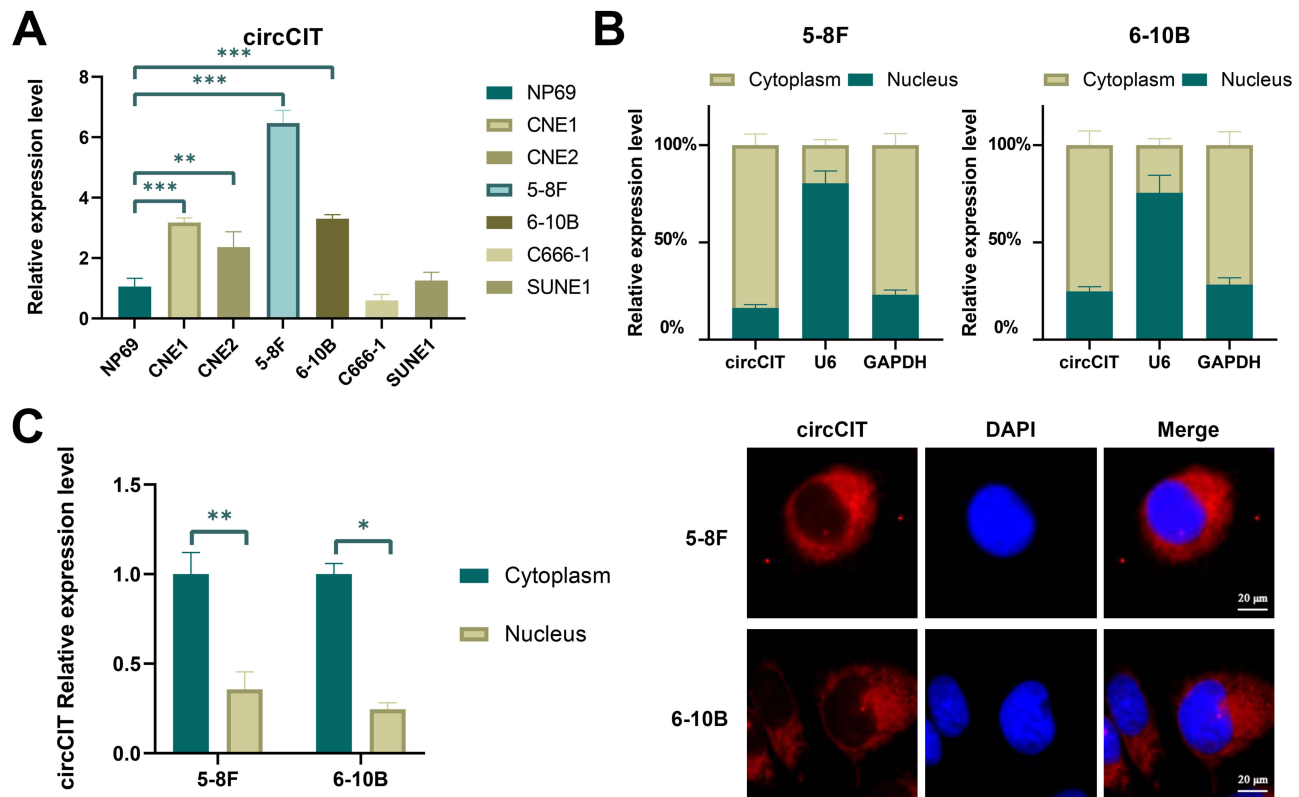 A
circCIT
***
***
**
***
Relative expression level
8
6
4
2
0
NP69
CNE1
CNE2
5-8F
6-10B
C666-1
SUNE1
NP69
CNE1
CNE2
5-8F
6-10B
C666-1
SUNE1
B
5-8F
Cytoplasm Nucleus
Relative expression level
100%
50%
0%
circCIT U6 GAPDH
6-10B
Cytoplasm Nucleus
Relative expression level
100%
50%
0%
circCIT U6 GAPDH
C
circCIT Relative expression level
1.5
1.0
0.5
0.0
**
*
5-8F 6-10B
Cytoplasm
Nucleus
circCIT DAPI Merge
5-8F
20 μm
6-10B
20 μm